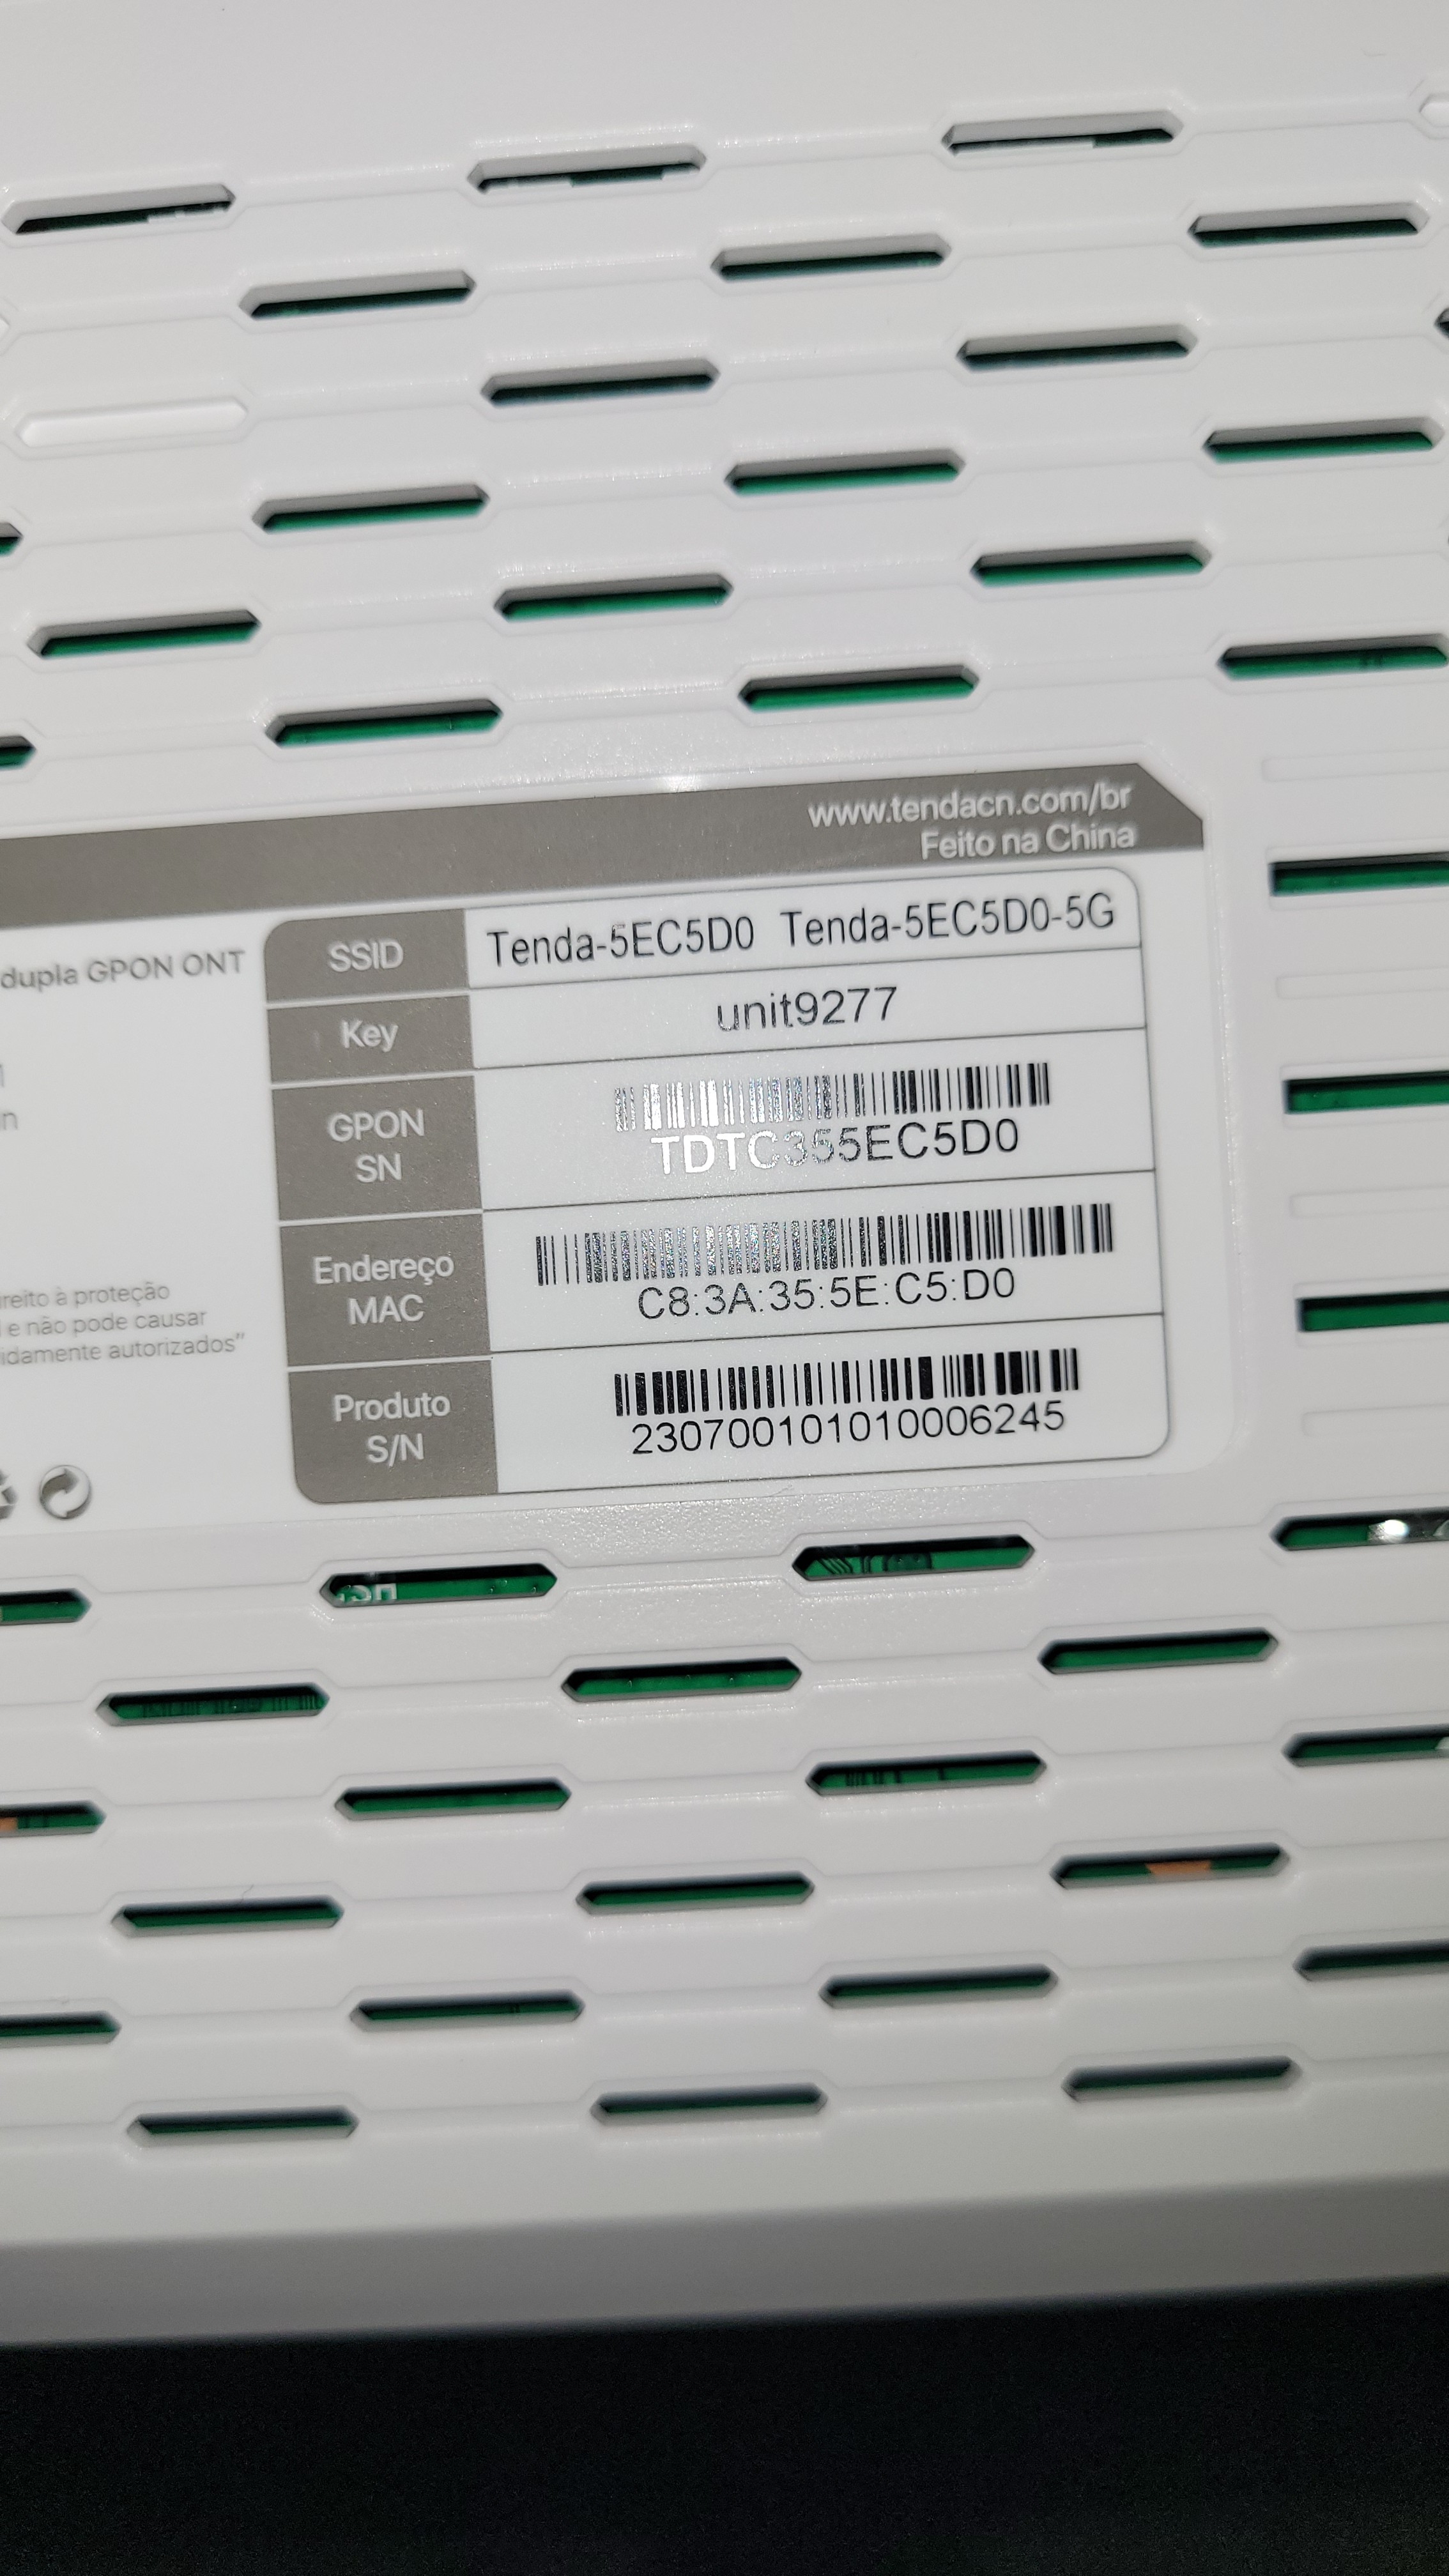 www.tendacn.com/br
Feito na China
dupla GPON ONT
reito à proteção
e não pode causar
idamente autorizados"
SSID Tenda-5EC5D0 Tenda-5EC5D0-5G
Key unit9277
GPON SN TDTC355EC5D0
Endereço MAC C8:3A:35:5E:C5:D0
Produto S/N 230700101010006245